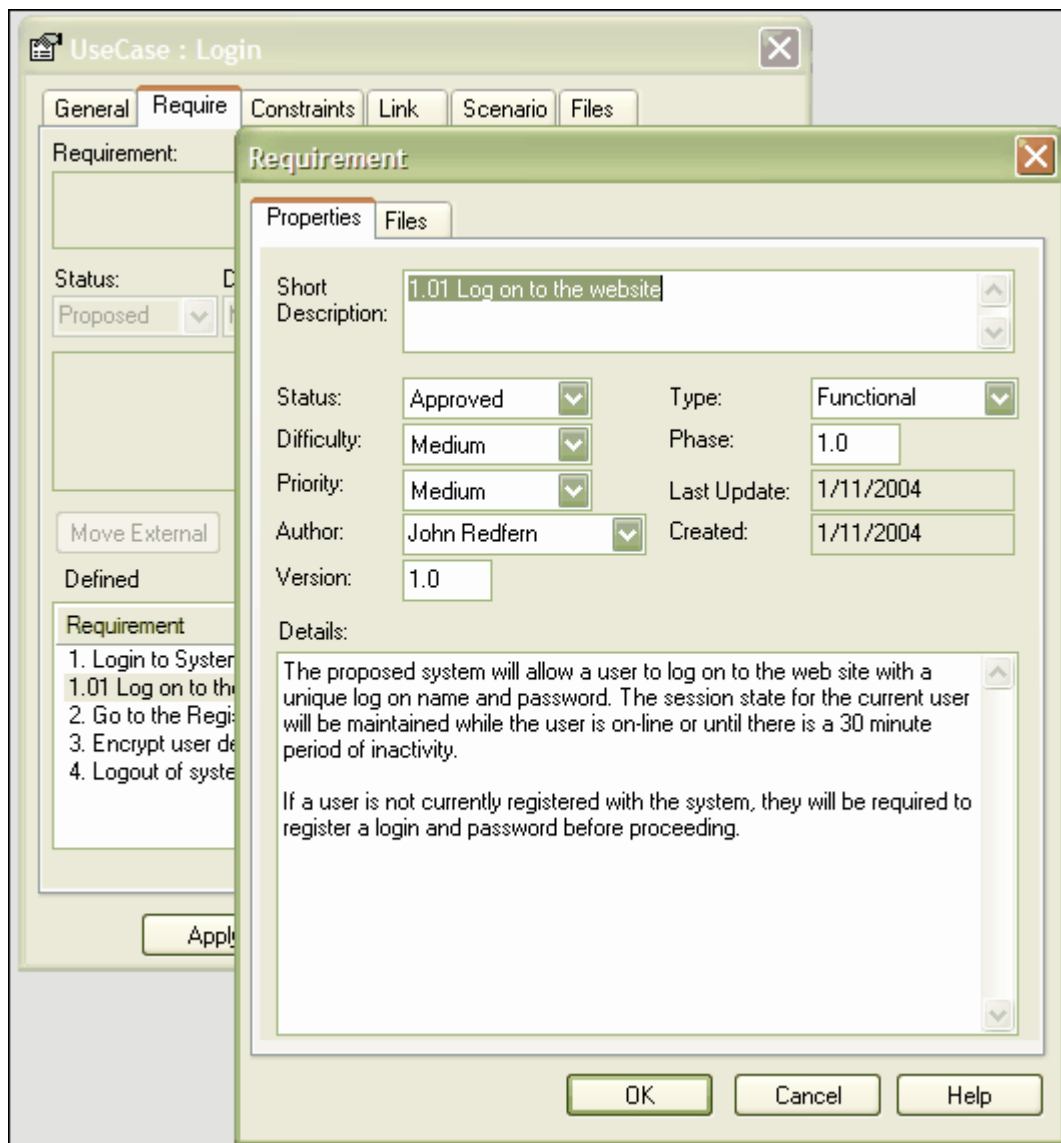 UseCase : Login
General Require Constraints Link Scenario Files
Requirement:
Status: D
Proposed
Move External
Defined
Requirement
1. Login to System
1.01 Log on to the
2. Go to the Regis
3. Encrypt user de
4. Logout of syste
Apply
Requirement
Properties Files
Short
Description:
1.01 Log on to the website
Status: Approved Type: Functional
Difficulty: Medium Phase: 1.0
Priority: Medium Last Update: 1/11/2004
Author: John Redfern Created: 1/11/2004
Version: 1.0
Details:
The proposed system will allow a user to log on to the web site with a
unique log on name and password. The session state for the current user
will be maintained while the user is on-line or until there is a 30 minute
period of inactivity.
If a user is not currently registered with the system, they will be required to
register a login and password before proceeding.
OK Cancel Help